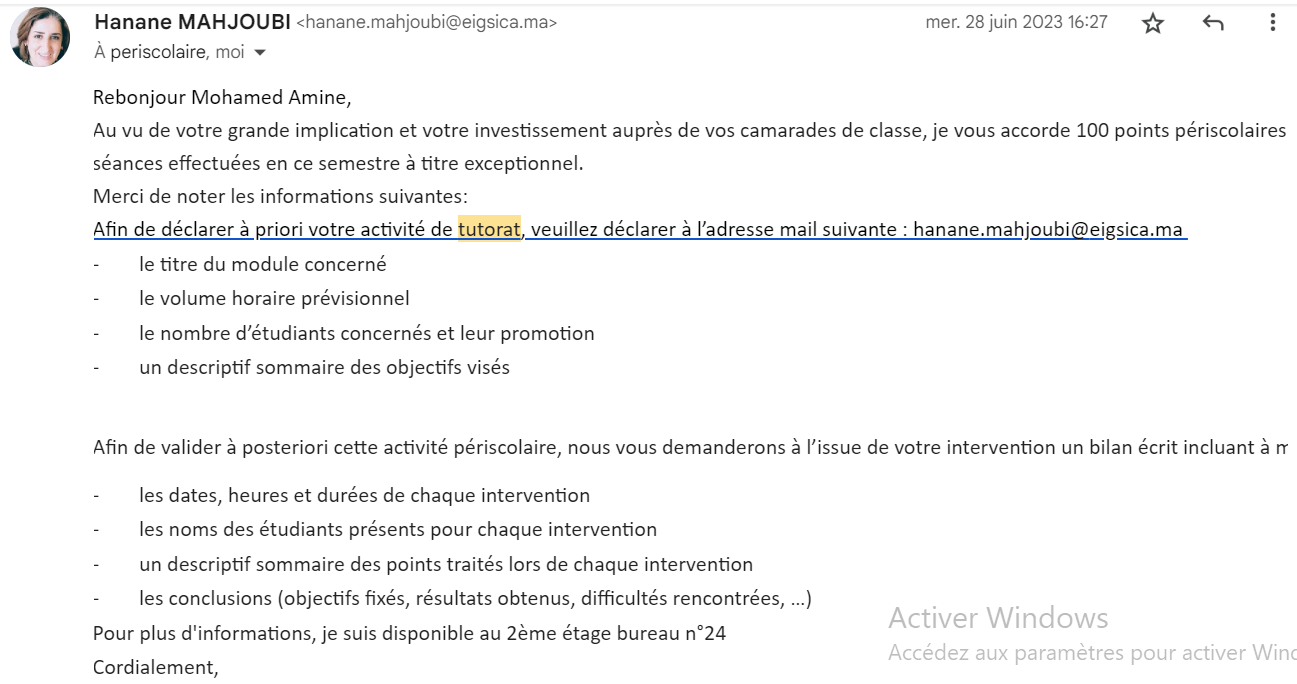 Hanane MAHJOUBI <hanane.mahjoubi@eigsica.ma> mer. 28 juin 2023 16:27
À periscolaire, moi
Rebonjour Mohamed Amine,
Au vu de votre grande implication et votre investissement auprès de vos camarades de classe, je vous accorde 100 points périscolaires
séances effectuées en ce semestre à titre exceptionnel.
Merci de noter les informations suivantes:
Afin de déclarer à priori votre activité de tutorat, veuillez déclarer à l’adresse mail suivante : hanane.mahjoubi@eigsica.ma
- le titre du module concerné
- le volume horaire prévisionnel
- le nombre d’étudiants concernés et leur promotion
- un descriptif sommaire des objectifs visés
Afin de valider à posteriori cette activité périscolaire, nous vous demanderons à l’issue de votre intervention un bilan écrit incluant à m
- les dates, heures et durées de chaque intervention
- les noms des étudiants présents pour chaque intervention
- un descriptif sommaire des points traités lors de chaque intervention
- les conclusions (objectifs fixés, résultats obtenus, difficultés rencontrées, …)
Pour plus d'informations, je suis disponible au 2ème étage bureau n°24
Cordialement,
Activer Windows
Accédez aux paramètres pour activer Wind